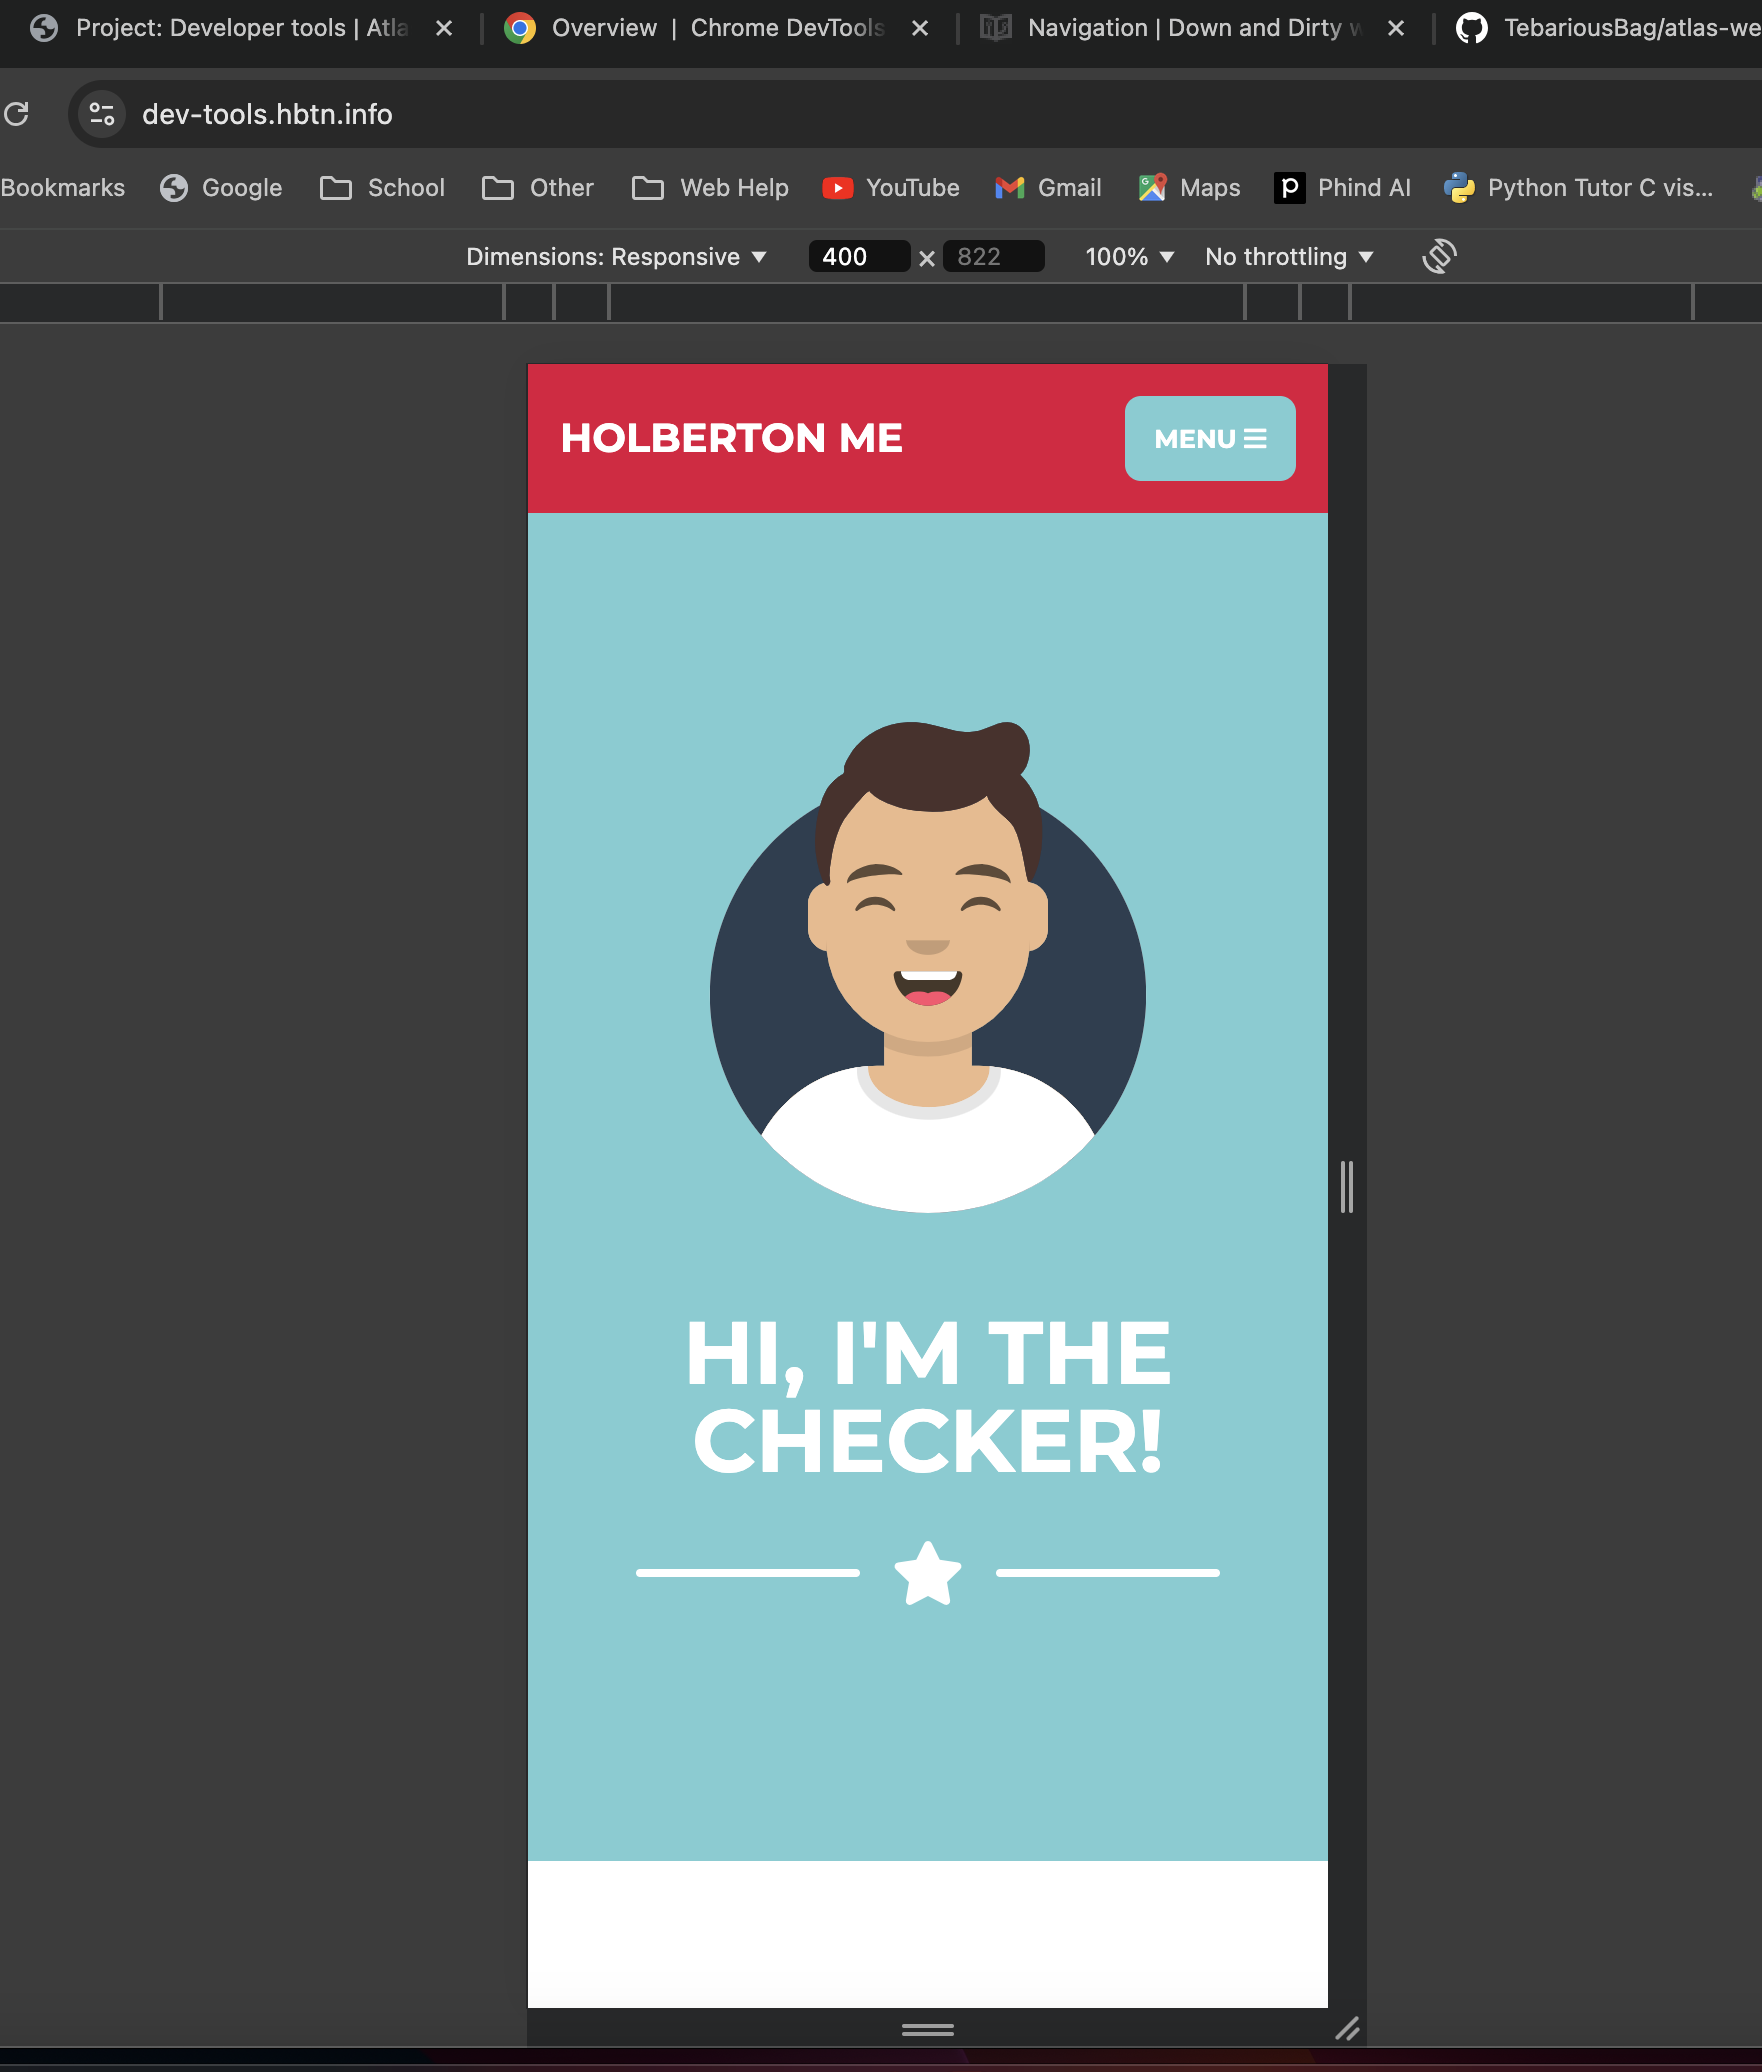 Project: Developer tools | Atla
Overview | Chrome DevTools
Navigation | Down and Dirty w
TebariousBag/atlas-we
dev-tools.hbtn.info
Bookmarks Google School Other Web Help YouTube Gmail Maps Phind AI Python Tutor C vis...
Dimensions: Responsive 400 × 822 100% No throttling
HOLBERTON ME
MENU
HI, I'M THE
CHECKER!